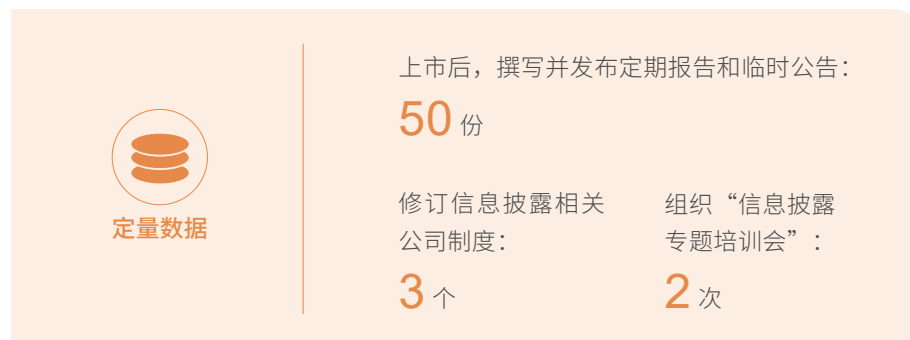 定量数据
上市后，撰写并发布定期报告和临时公告：
50 份
修订信息披露相关
公司制度：
3 个
组织“信息披露
专题培训会”：
2 次